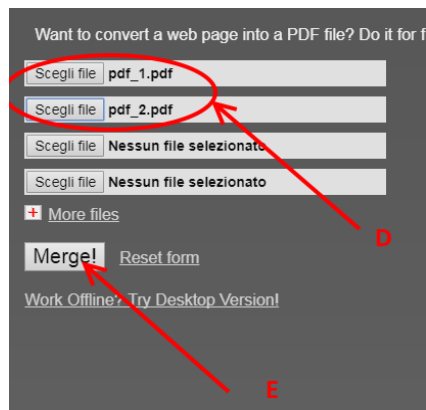 Want to convert a web page into a PDF file? Do it for f
Scegli file pdf_1.pdf
Scegli file pdf_2.pdf
Scegli file Nessun file selezionato
Scegli file Nessun file selezionato
+ More files
D
Merge! Reset form
Work Offline? Try Desktop Version!
E